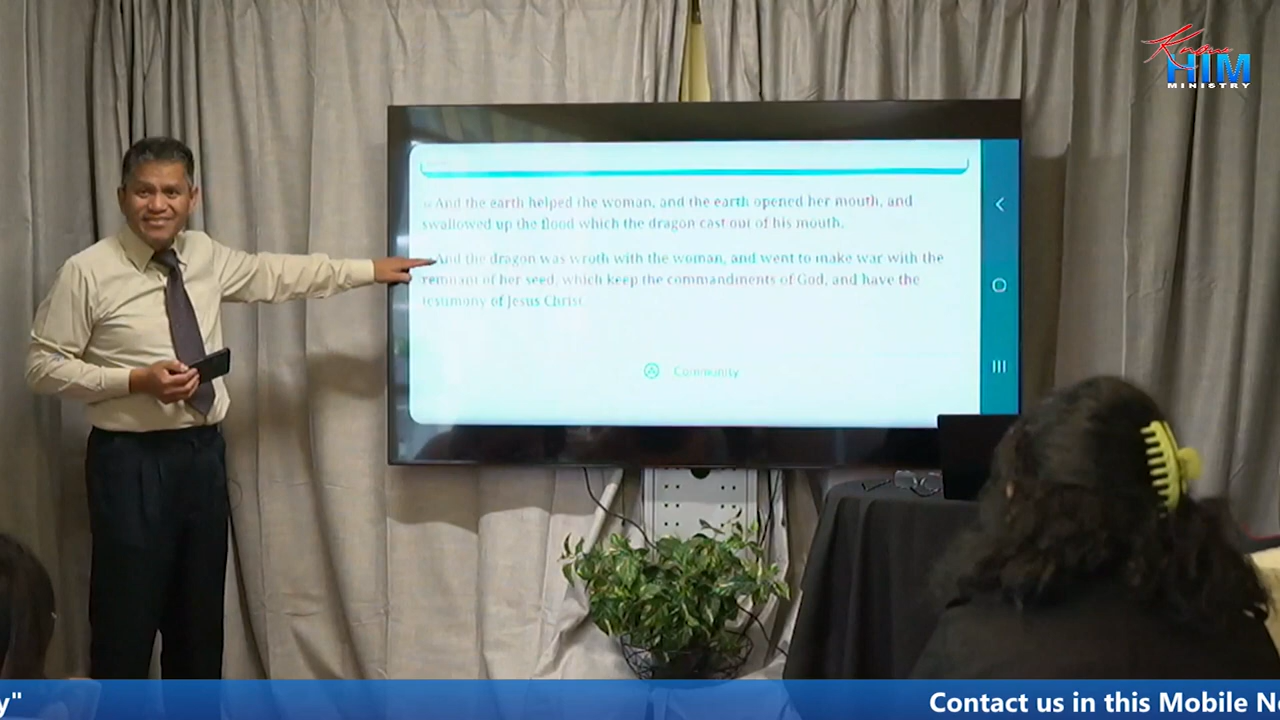 Know
HIM
MINISTRY
16 And the earth helped the woman, and the earth opened her mouth, and
swallowed up the flood which the dragon cast out of his mouth.
And the dragon was wroth with the woman, and went to make war with the
remnant of her seed, which keep the commandments of God, and have the
testimony of Jesus Christ.
Community
y"
Contact us in this Mobile N